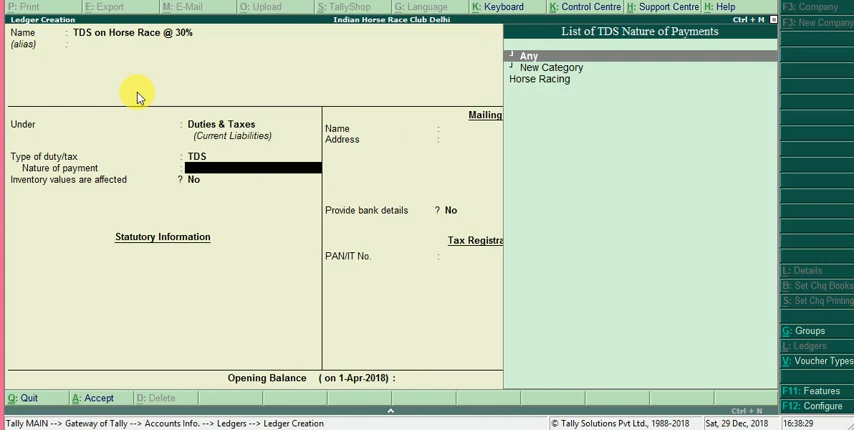 P: Print E: Export M: E-Mail O: Upload S: TallyShop G: Language K: Keyboard K: Control Centre H: Support Centre H: Help F3: Company
Ledger Creation Indian Horse Race Club Delhi Ctrl + M F3: New Company
Name : TDS on Horse Race @ 30%
(alias) :
List of TDS Nature of Payments
Any
New Category
Horse Racing
Under : Duties & Taxes
(Current Liabilities)
Type of duty/tax : TDS
Nature of payment :
Inventory values are affected ? No
Statutory Information
Mailing
Name :
Address :
Provide bank details ? No
Tax Registra
PAN/IT No. :
Opening Balance ( on 1-Apr-2018) :
L: Details
B: Set Chq Books
S: Set Chq Printing
G: Groups
L: Ledgers
V: Voucher Types
F11: Features
F12: Configure
Q: Quit A: Accept D: Delete
Ctrl + N
Tally MAIN --> Gateway of Tally --> Accounts Info. --> Ledgers --> Ledger Creation © Tally Solutions Pvt Ltd., 1988-2018 Sat, 29 Dec, 2018 16:38:29